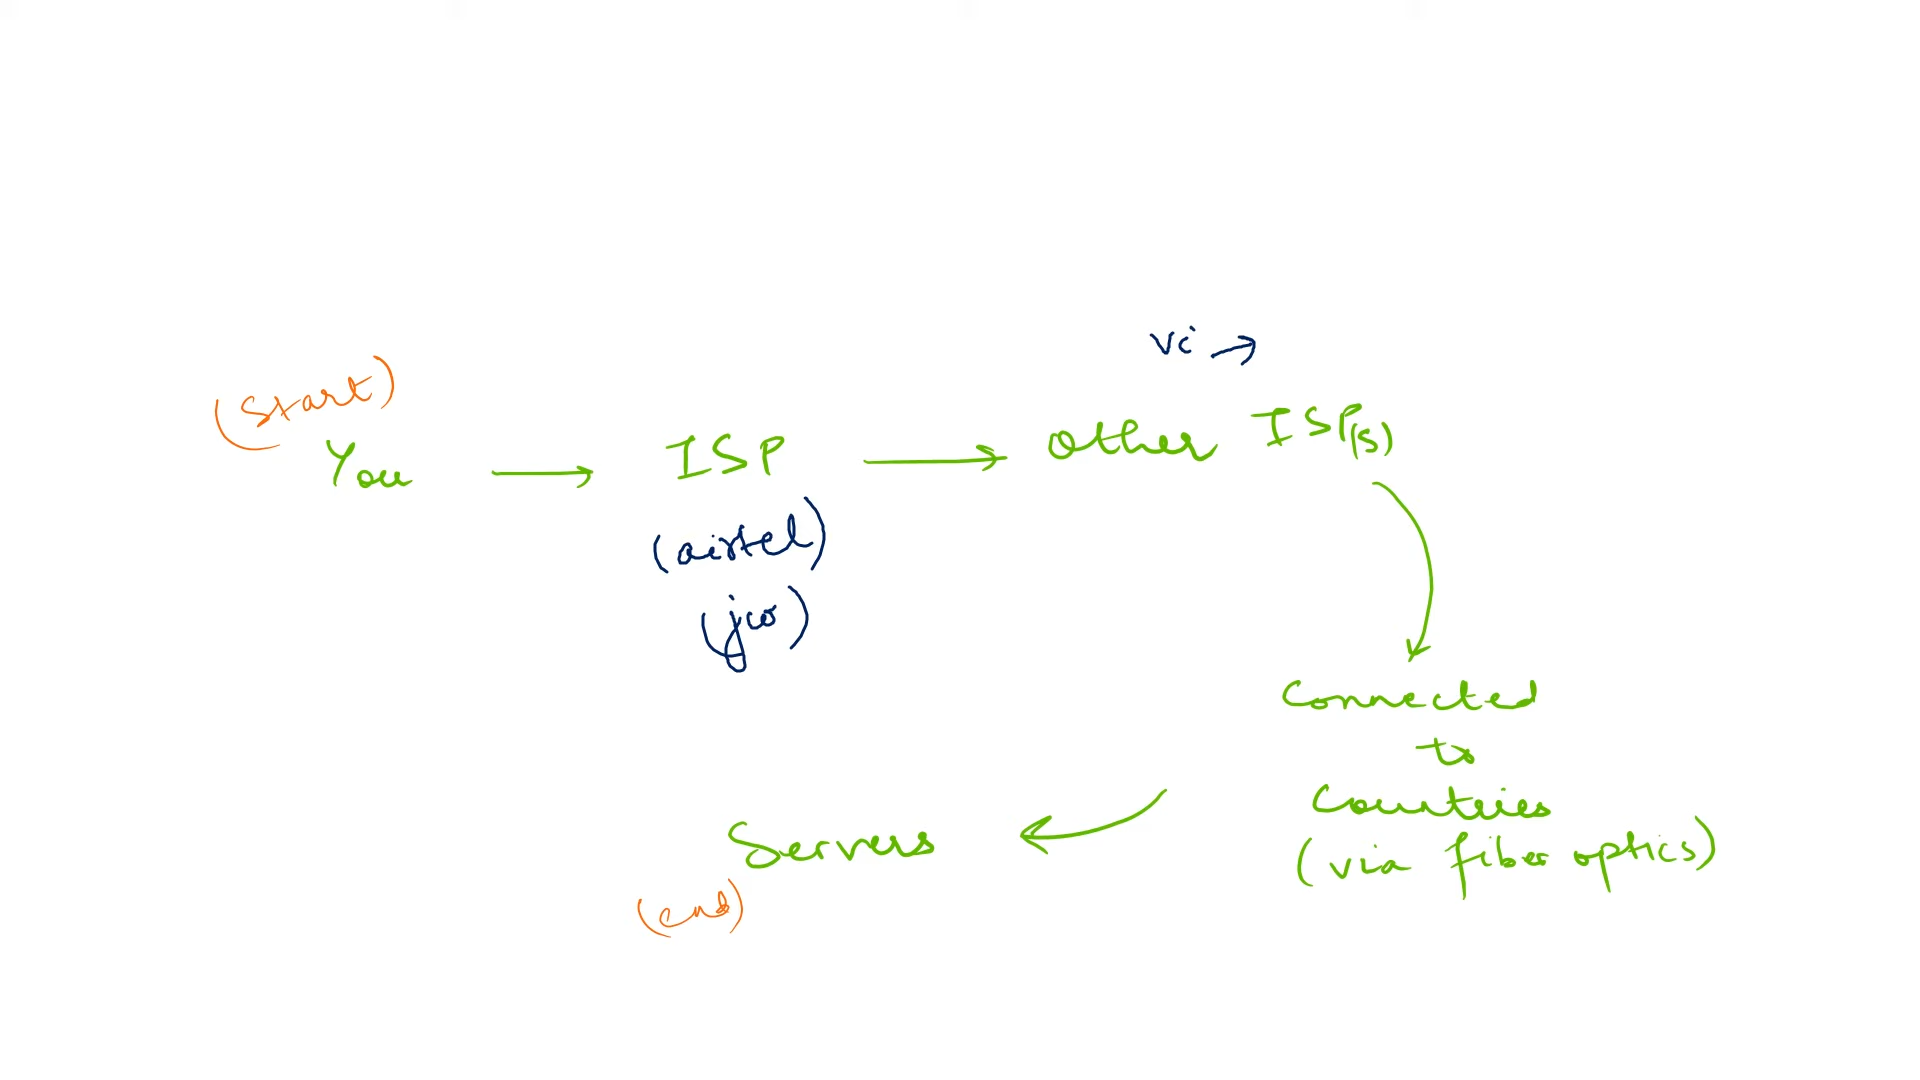 (Start)
You → ISP → Other ISP(s)
vi →
(airtel)
(jio)
Connected
to
Countries
(via fiber optics)
Servers
(end)